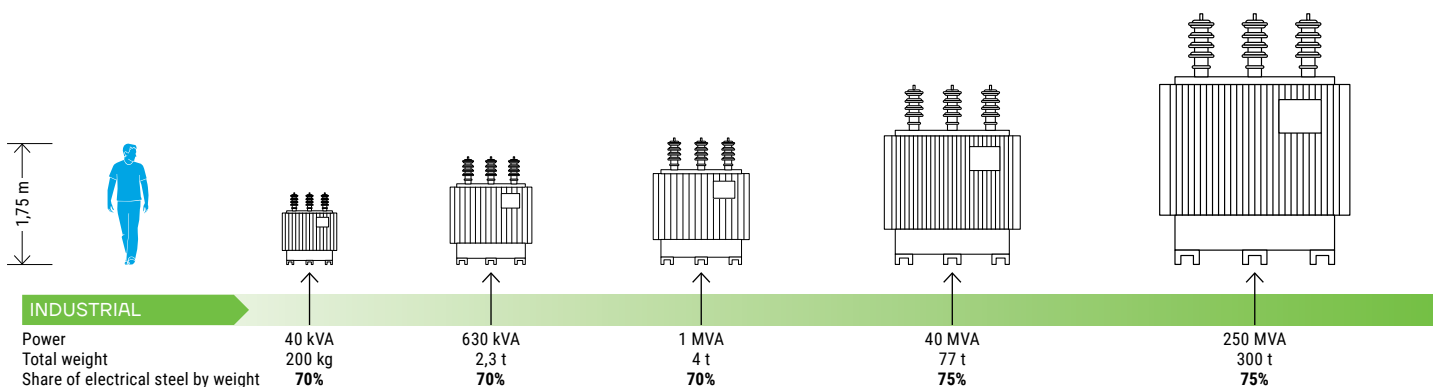 1,75 m
INDUSTRIAL
Power 40 kVA 630 kVA 1 MVA 40 MVA 250 MVA
Total weight 200 kg 2,3 t 4 t 77 t 300 t
Share of electrical steel by weight 70% 70% 70% 75% 75%